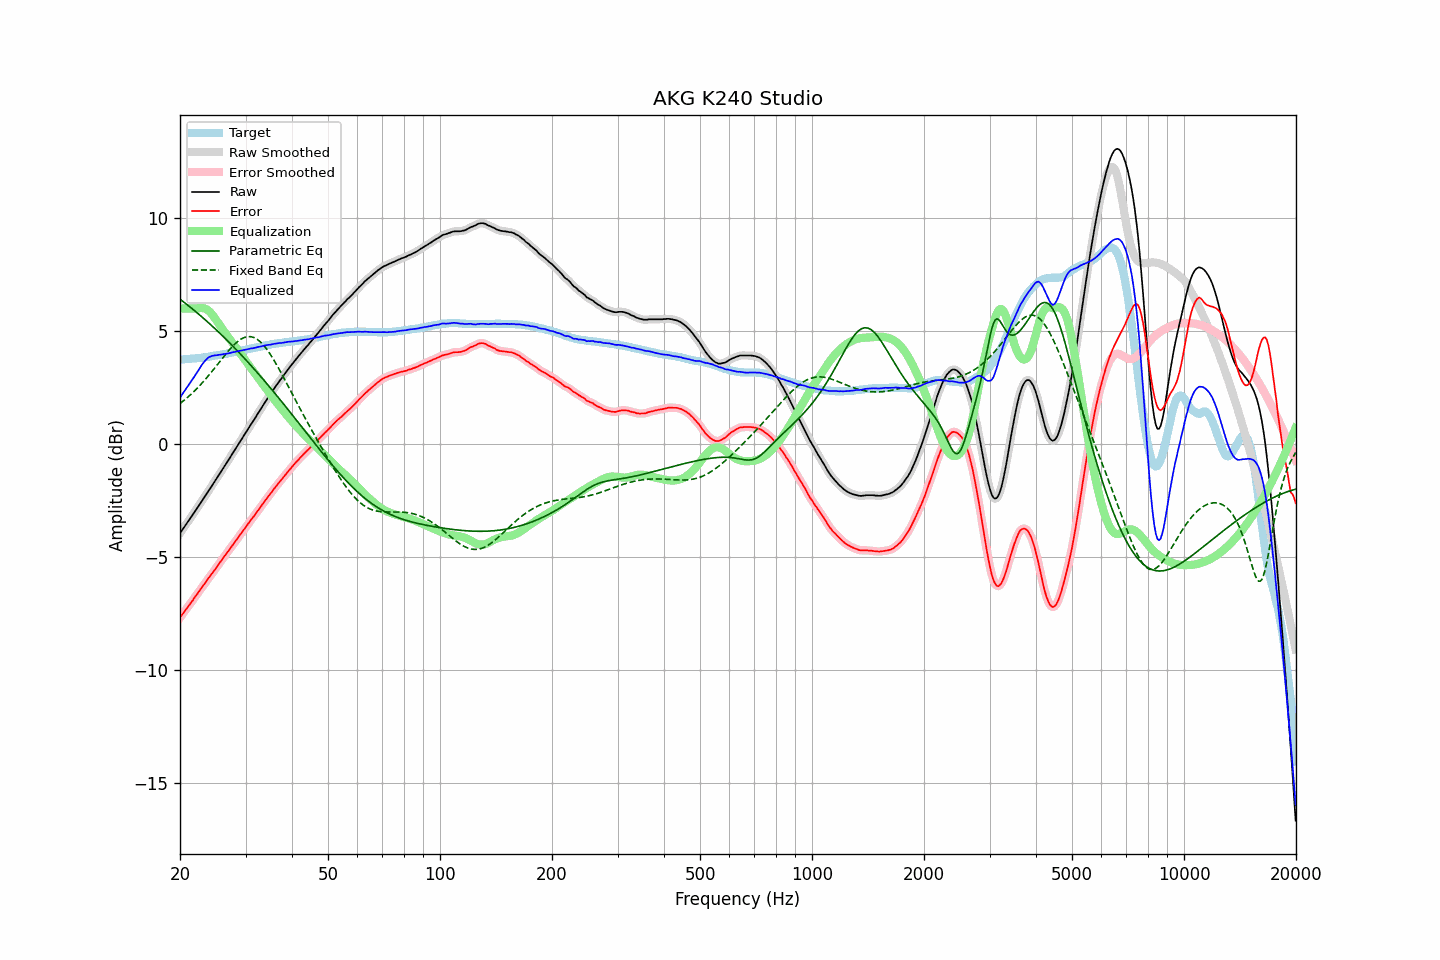 AKG K240 Studio
Target
Raw Smoothed
Error Smoothed
Raw
Error
Equalization
Parametric Eq
Fixed Band Eq
Equalized
10
5
0
−5
−10
−15
Amplitude (dBr)
20 50 100 200 500 1000 2000 5000 10000 20000
Frequency (Hz)